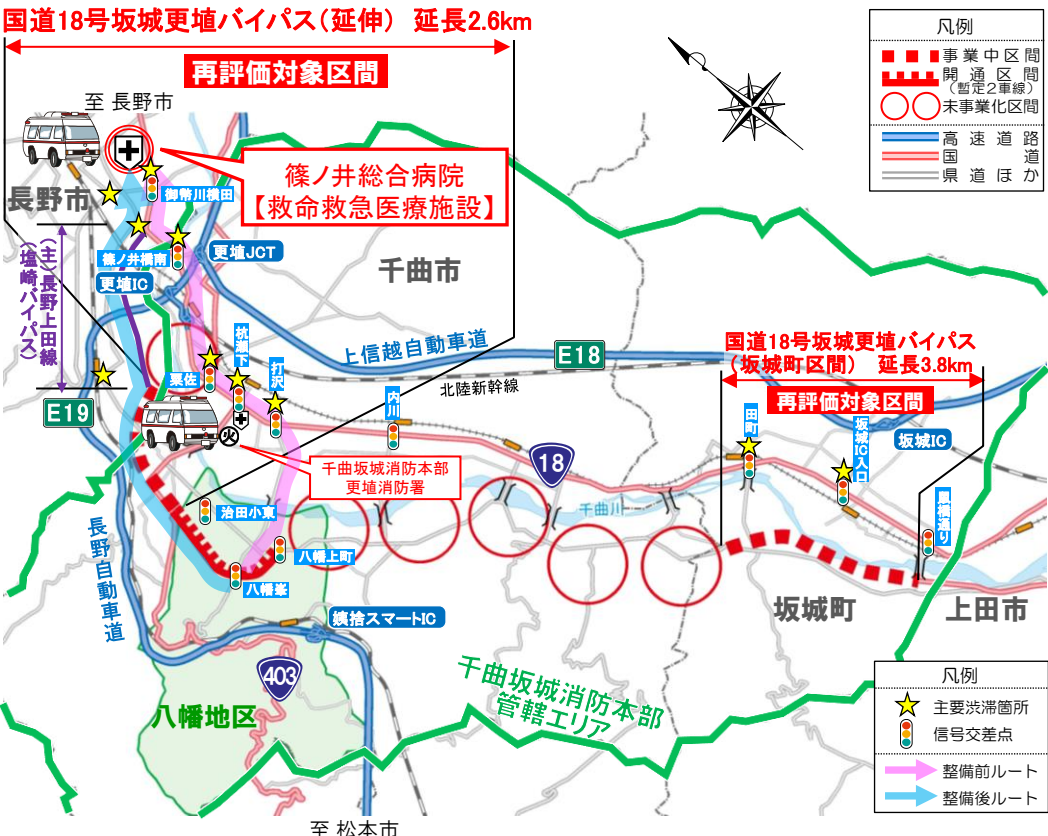 国道18号坂城更埴バイパス(延伸) 延長2.6km
再評価対象区間
凡例
事業中区間
開通区間
(暫定2車線)
未事業化区間
高速道路
国道
県道ほか
至 長野市
篠ノ井総合病院
【救命救急医療施設】
長野市
御幣川横田
篠ノ井橋南
更埴JCT
更埴IC
千曲市
(主)長野上田線
(塩崎バイパス)
上信越自動車道
E18
北陸新幹線
杭瀬下
粟佐
打沢
内川
E19
火
千曲坂城消防本部
更埴消防署
国道18号坂城更埴バイパス
(坂城町区間) 延長3.8km
再評価対象区間
田町
坂城IC入口
坂城IC
18
千曲川
治田小東
八幡上町
八幡峯
長野自動車道
姨捨スマートIC
403
八幡地区
千曲坂城消防本部
管轄エリア
坂城町
上田市
凡例
主要渋滞箇所
信号交差点
整備前ルート
整備後ルート
至 松本市